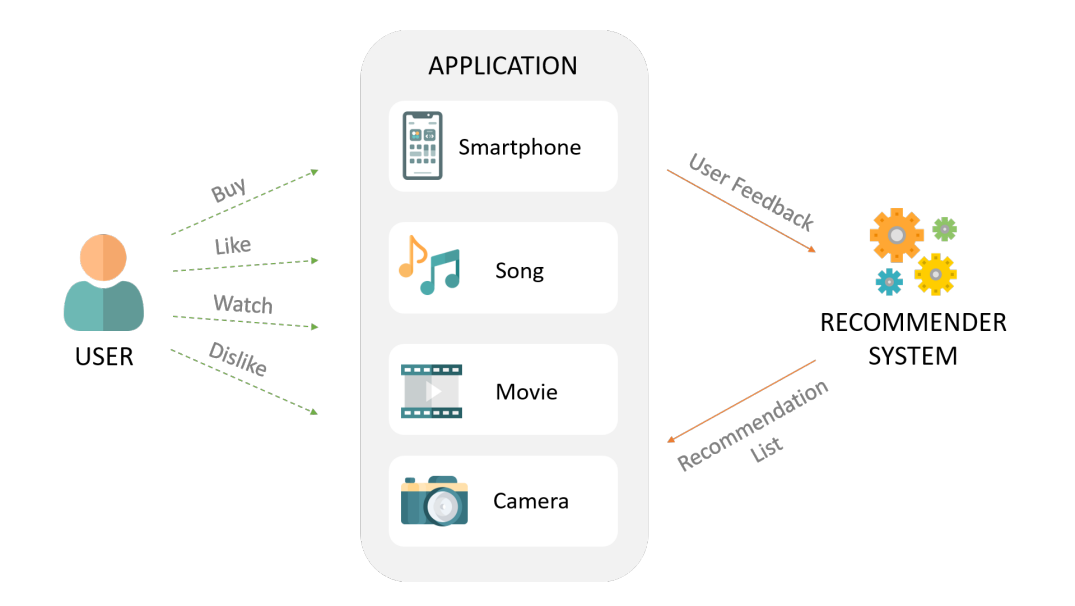 APPLICATION
Smartphone
Song
Movie
Camera
Buy
Like
Watch
Dislike
USER
User Feedback
RECOMMENDER
SYSTEM
Recommendation
List